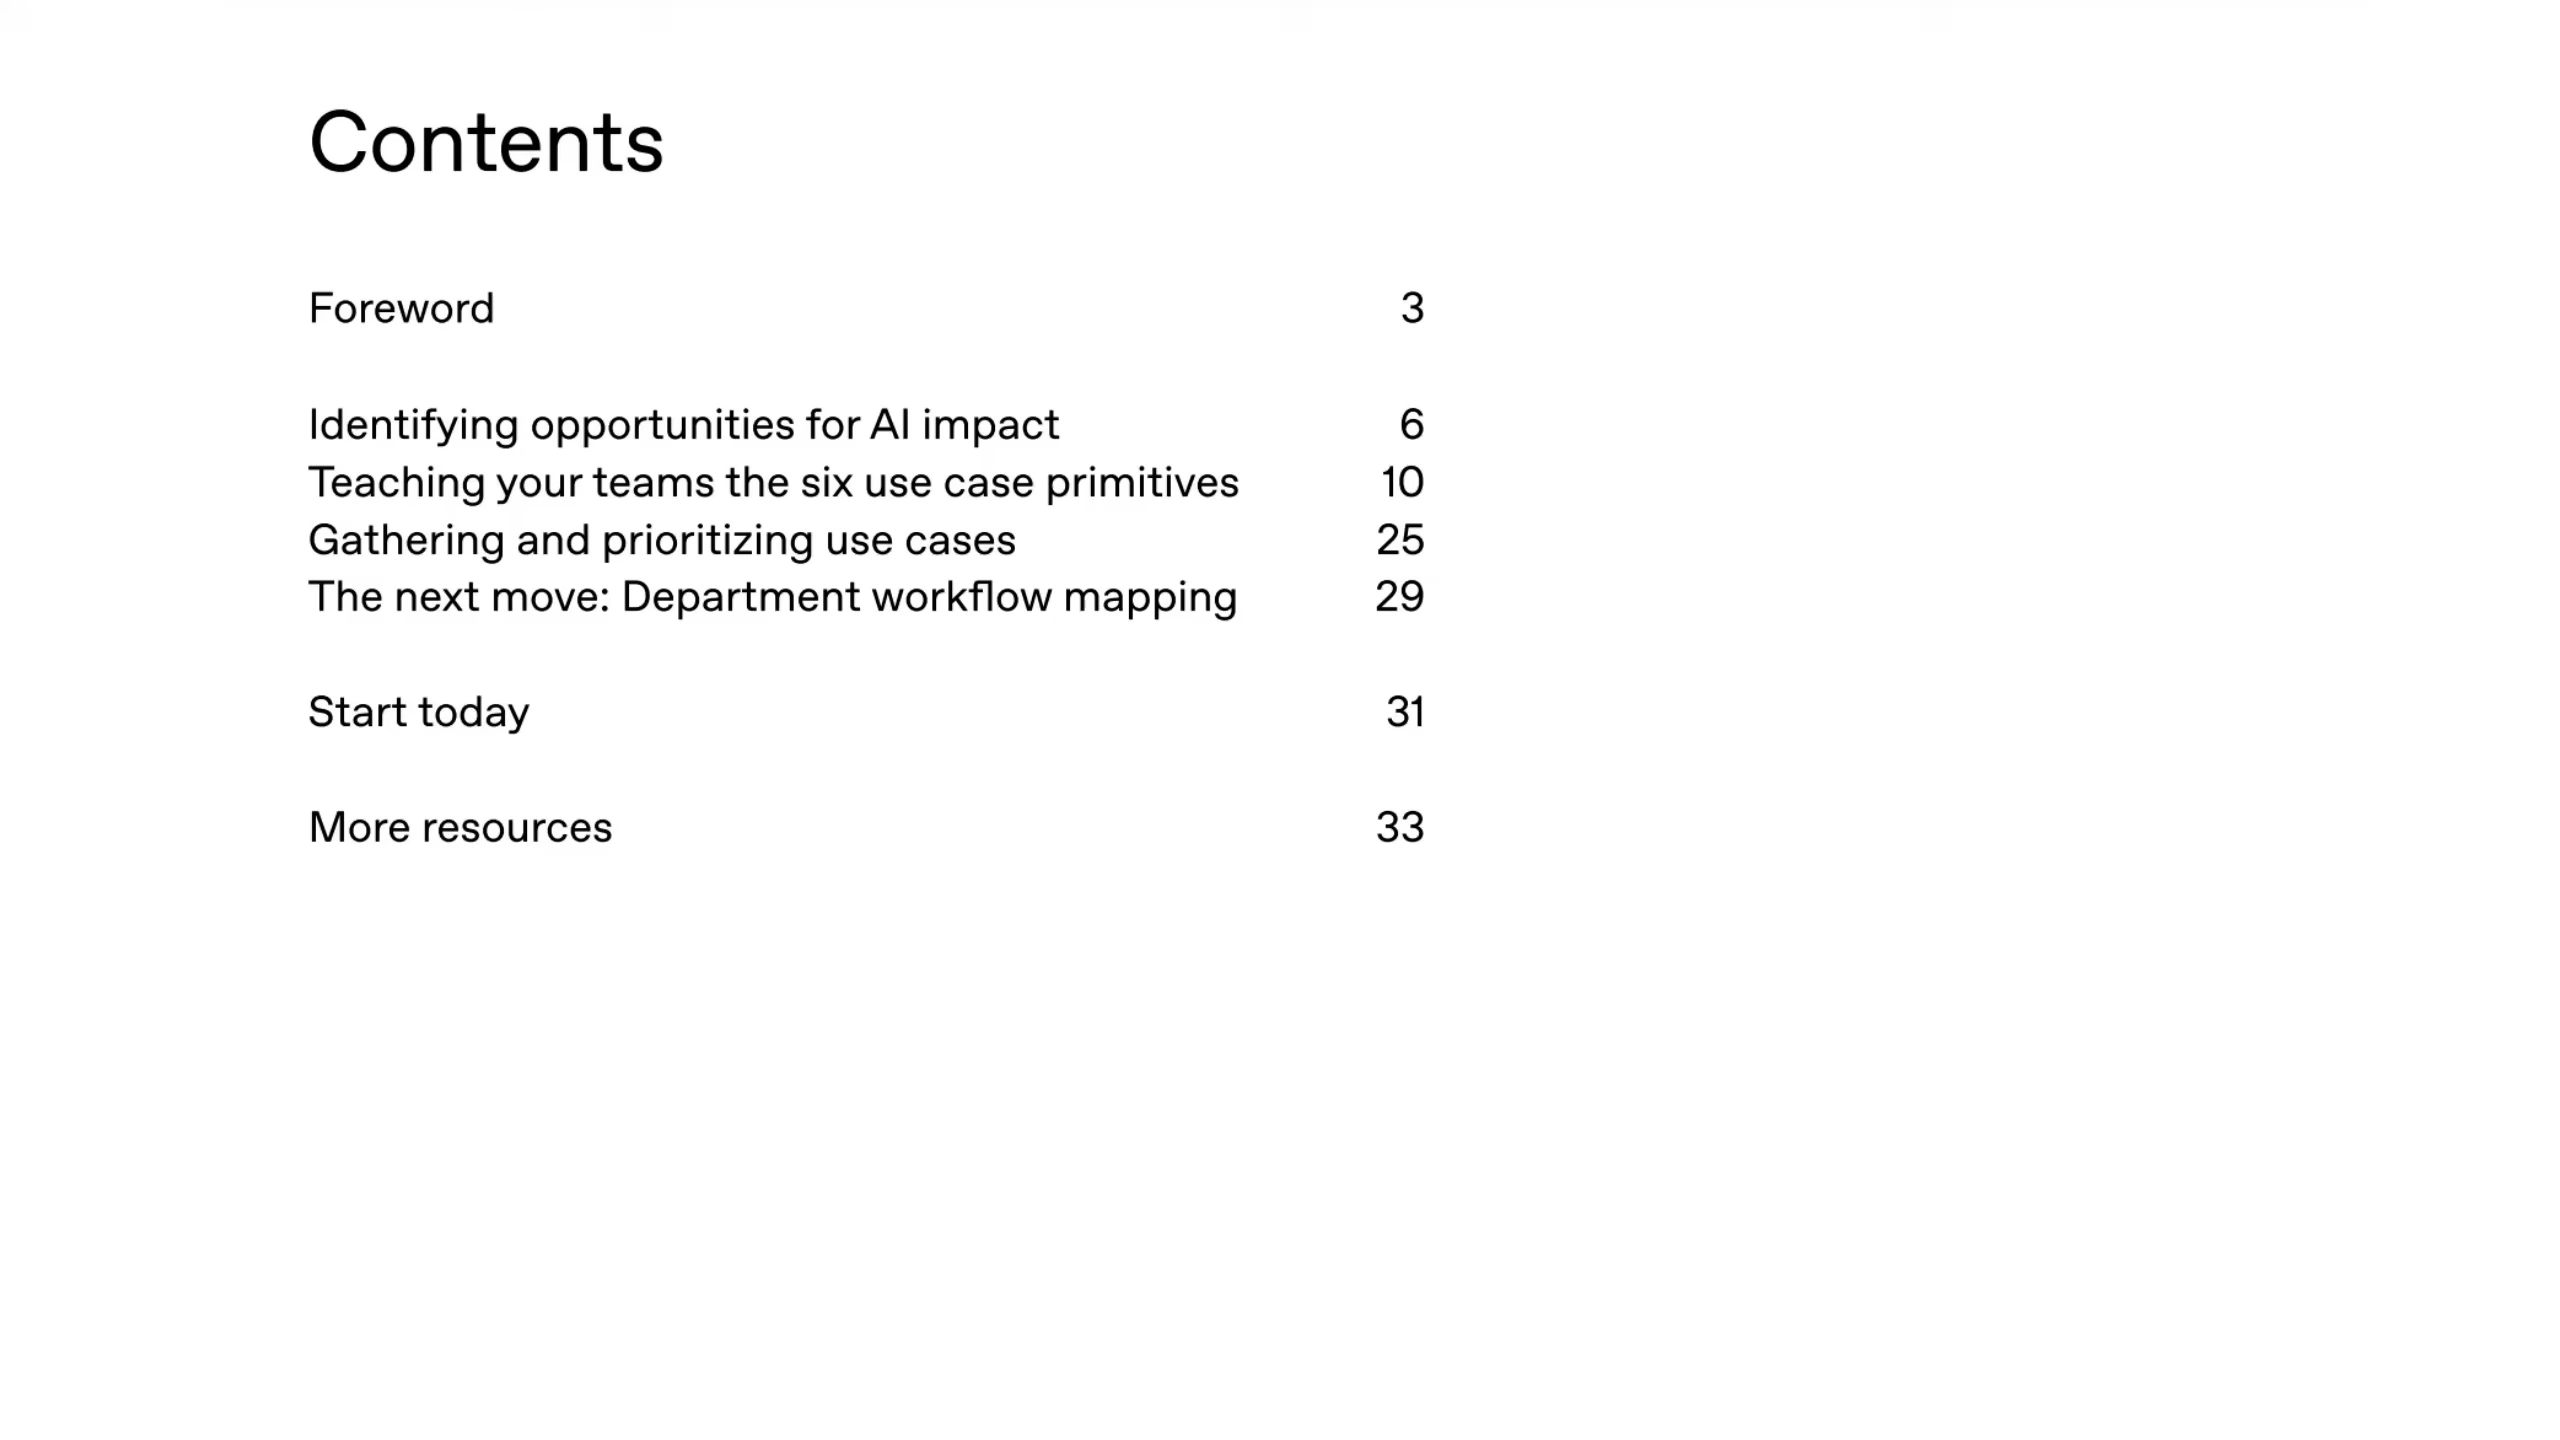 Contents
Foreword 3
Identifying opportunities for AI impact 6
Teaching your teams the six use case primitives 10
Gathering and prioritizing use cases 25
The next move: Department workflow mapping 29
Start today 31
More resources 33